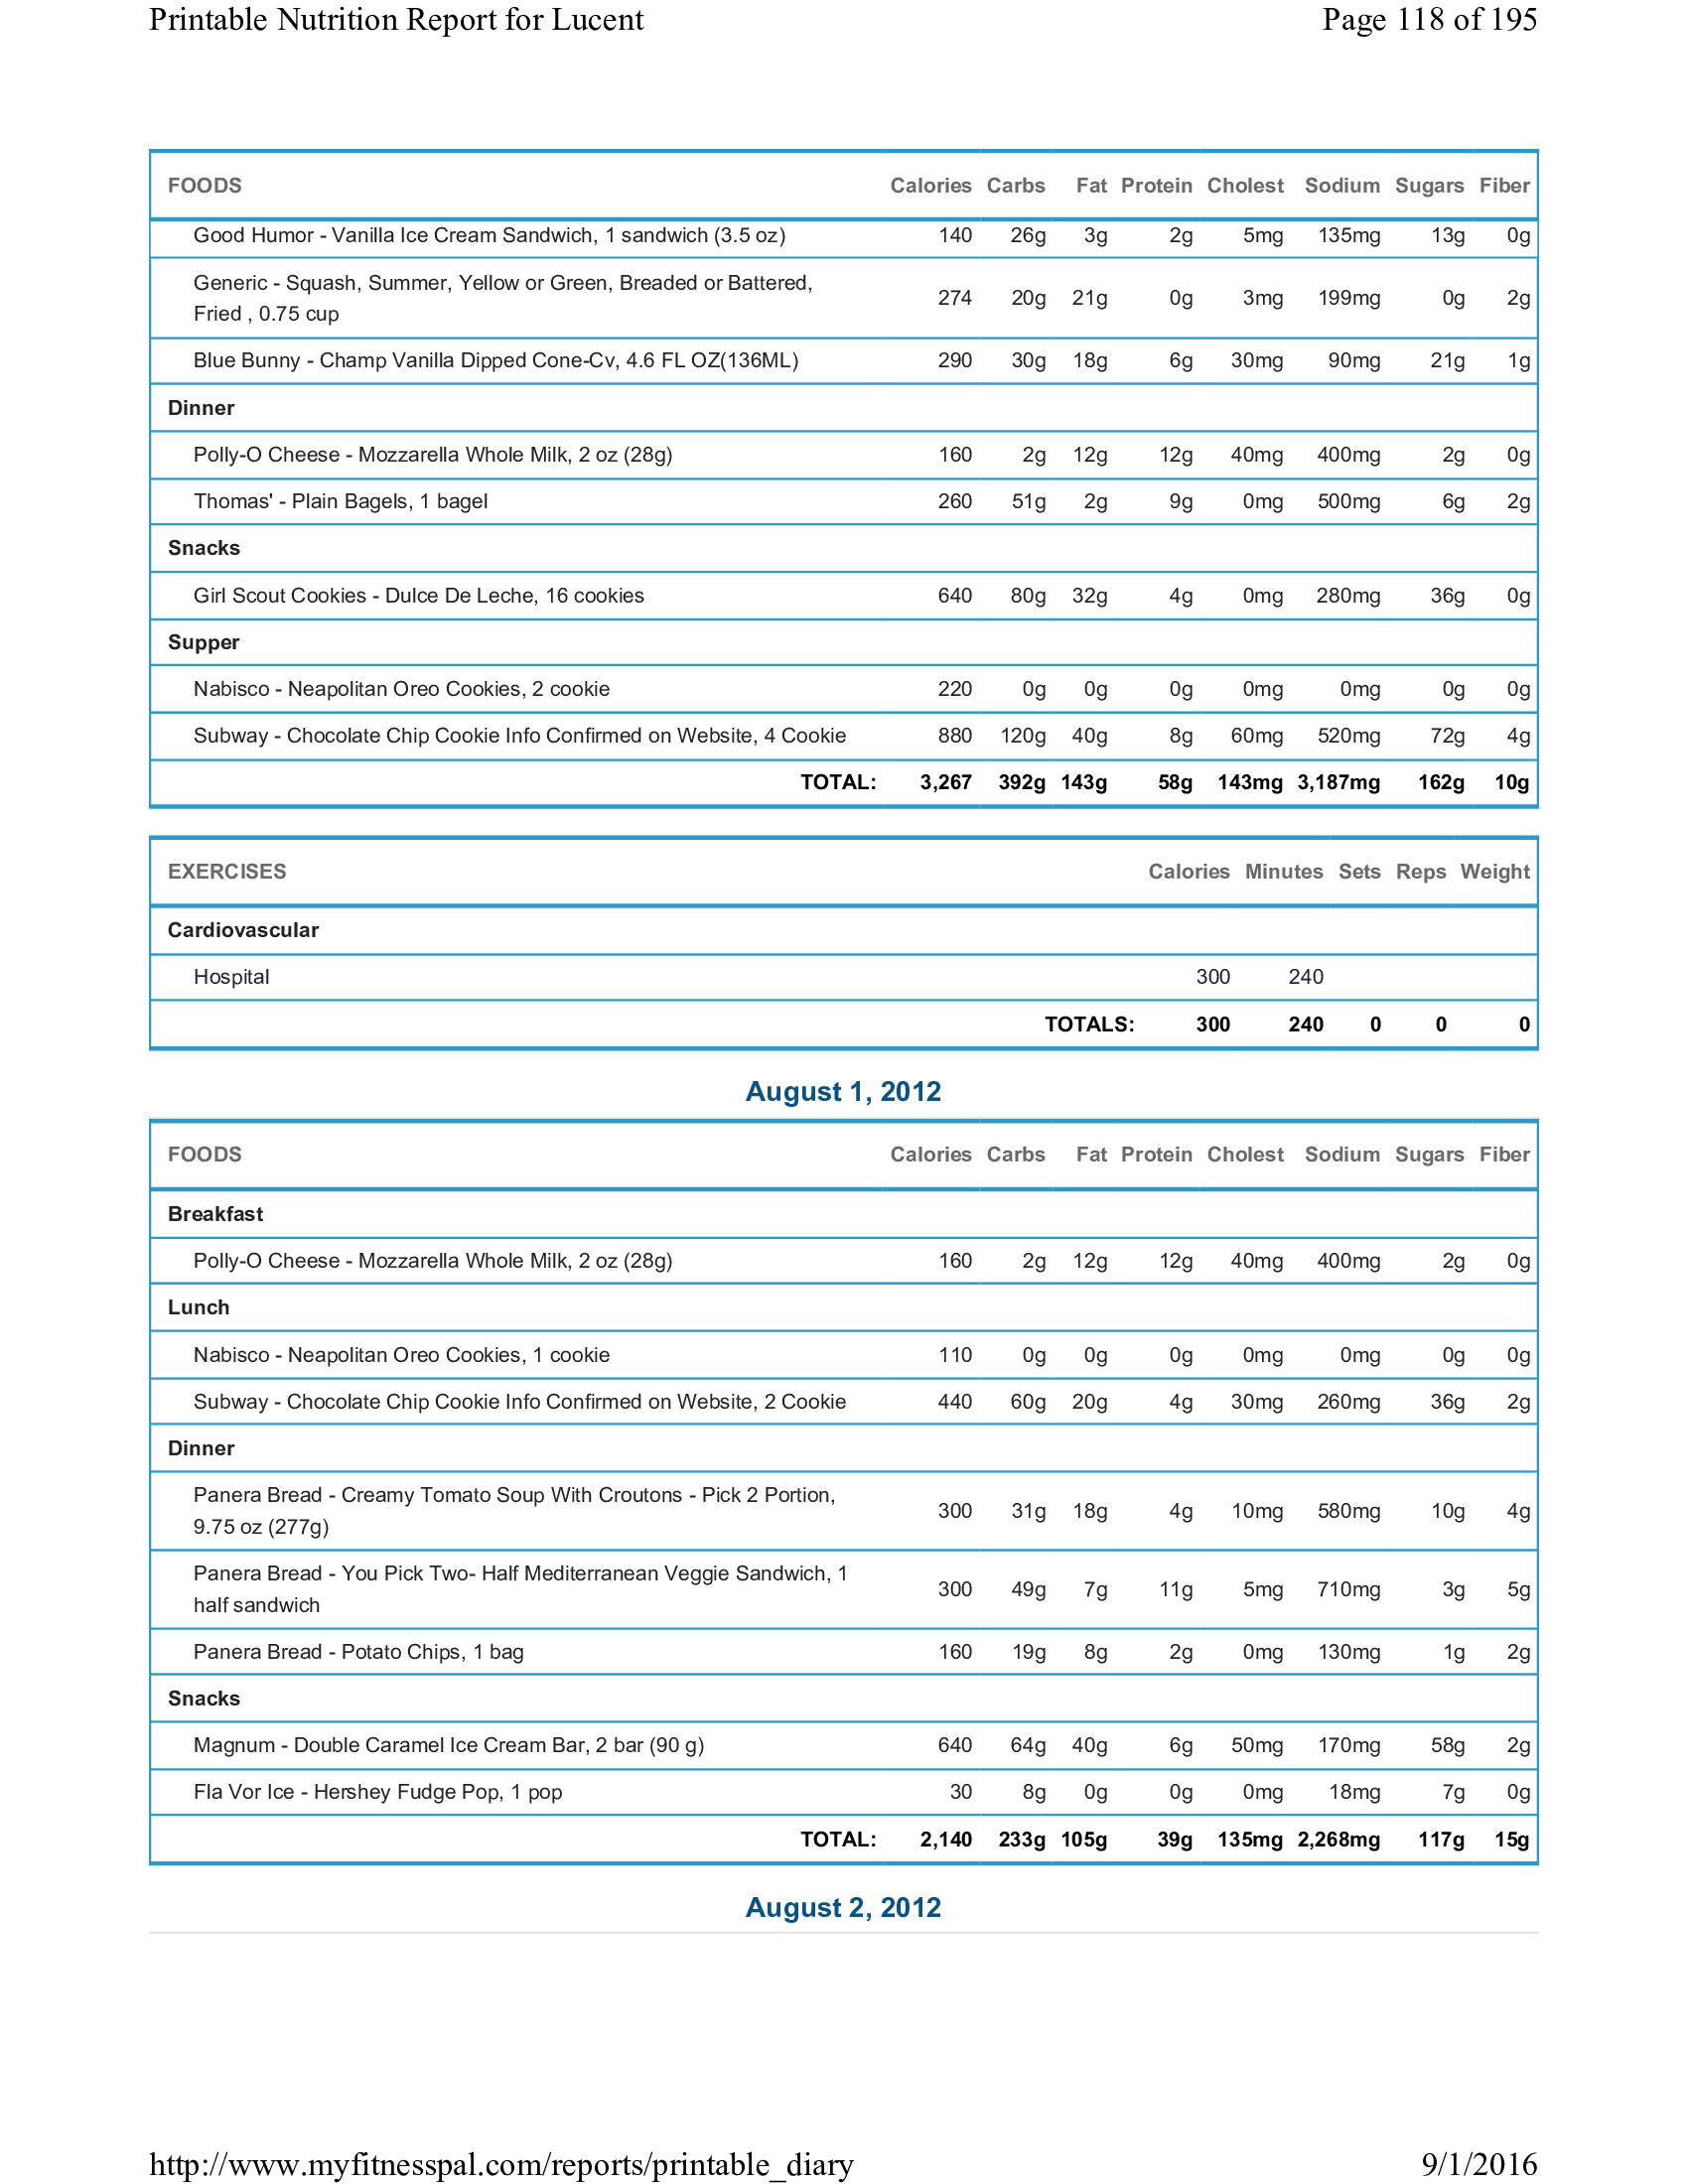 Printable Nutrition Report for Lucent Page 118 of 195
FOODS Calories Carbs Fat Protein Cholest Sodium Sugars Fiber
Good Humor - Vanilla Ice Cream Sandwich, 1 sandwich (3.5 oz) 140 26g 3g 2g 5mg 135mg 13g 0g
Generic - Squash, Summer, Yellow or Green, Breaded or Battered,
Fried , 0.75 cup 274 20g 21g 0g 3mg 199mg 0g 2g
Blue Bunny - Champ Vanilla Dipped Cone-Cv, 4.6 FL OZ(136ML) 290 30g 18g 6g 30mg 90mg 21g 1g
Dinner
Polly-O Cheese - Mozzarella Whole Milk, 2 oz (28g) 160 2g 12g 12g 40mg 400mg 2g 0g
Thomas' - Plain Bagels, 1 bagel 260 51g 2g 9g 0mg 500mg 6g 2g
Snacks
Girl Scout Cookies - Dulce De Leche, 16 cookies 640 80g 32g 4g 0mg 280mg 36g 0g
Supper
Nabisco - Neapolitan Oreo Cookies, 2 cookie 220 0g 0g 0g 0mg 0mg 0g 0g
Subway - Chocolate Chip Cookie Info Confirmed on Website, 4 Cookie 880 120g 40g 8g 60mg 520mg 72g 4g
TOTAL: 3,267 392g 143g 58g 143mg 3,187mg 162g 10g
EXERCISES Calories Minutes Sets Reps Weight
Cardiovascular
Hospital 300 240
TOTALS: 300 240 0 0 0
August 1, 2012
FOODS Calories Carbs Fat Protein Cholest Sodium Sugars Fiber
Breakfast
Polly-O Cheese - Mozzarella Whole Milk, 2 oz (28g) 160 2g 12g 12g 40mg 400mg 2g 0g
Lunch
Nabisco - Neapolitan Oreo Cookies, 1 cookie 110 0g 0g 0g 0mg 0mg 0g 0g
Subway - Chocolate Chip Cookie Info Confirmed on Website, 2 Cookie 440 60g 20g 4g 30mg 260mg 36g 2g
Dinner
Panera Bread - Creamy Tomato Soup With Croutons - Pick 2 Portion,
9.75 oz (277g) 300 31g 18g 4g 10mg 580mg 10g 4g
Panera Bread - You Pick Two- Half Mediterranean Veggie Sandwich, 1
half sandwich 300 49g 7g 11g 5mg 710mg 3g 5g
Panera Bread - Potato Chips, 1 bag 160 19g 8g 2g 0mg 130mg 1g 2g
Snacks
Magnum - Double Caramel Ice Cream Bar, 2 bar (90 g) 640 64g 40g 6g 50mg 170mg 58g 2g
Fla Vor Ice - Hershey Fudge Pop, 1 pop 30 8g 0g 0g 0mg 18mg 7g 0g
TOTAL: 2,140 233g 105g 39g 135mg 2,268mg 117g 15g
August 2, 2012
http://www.myfitnesspal.com/reports/printable_diary 9/1/2016